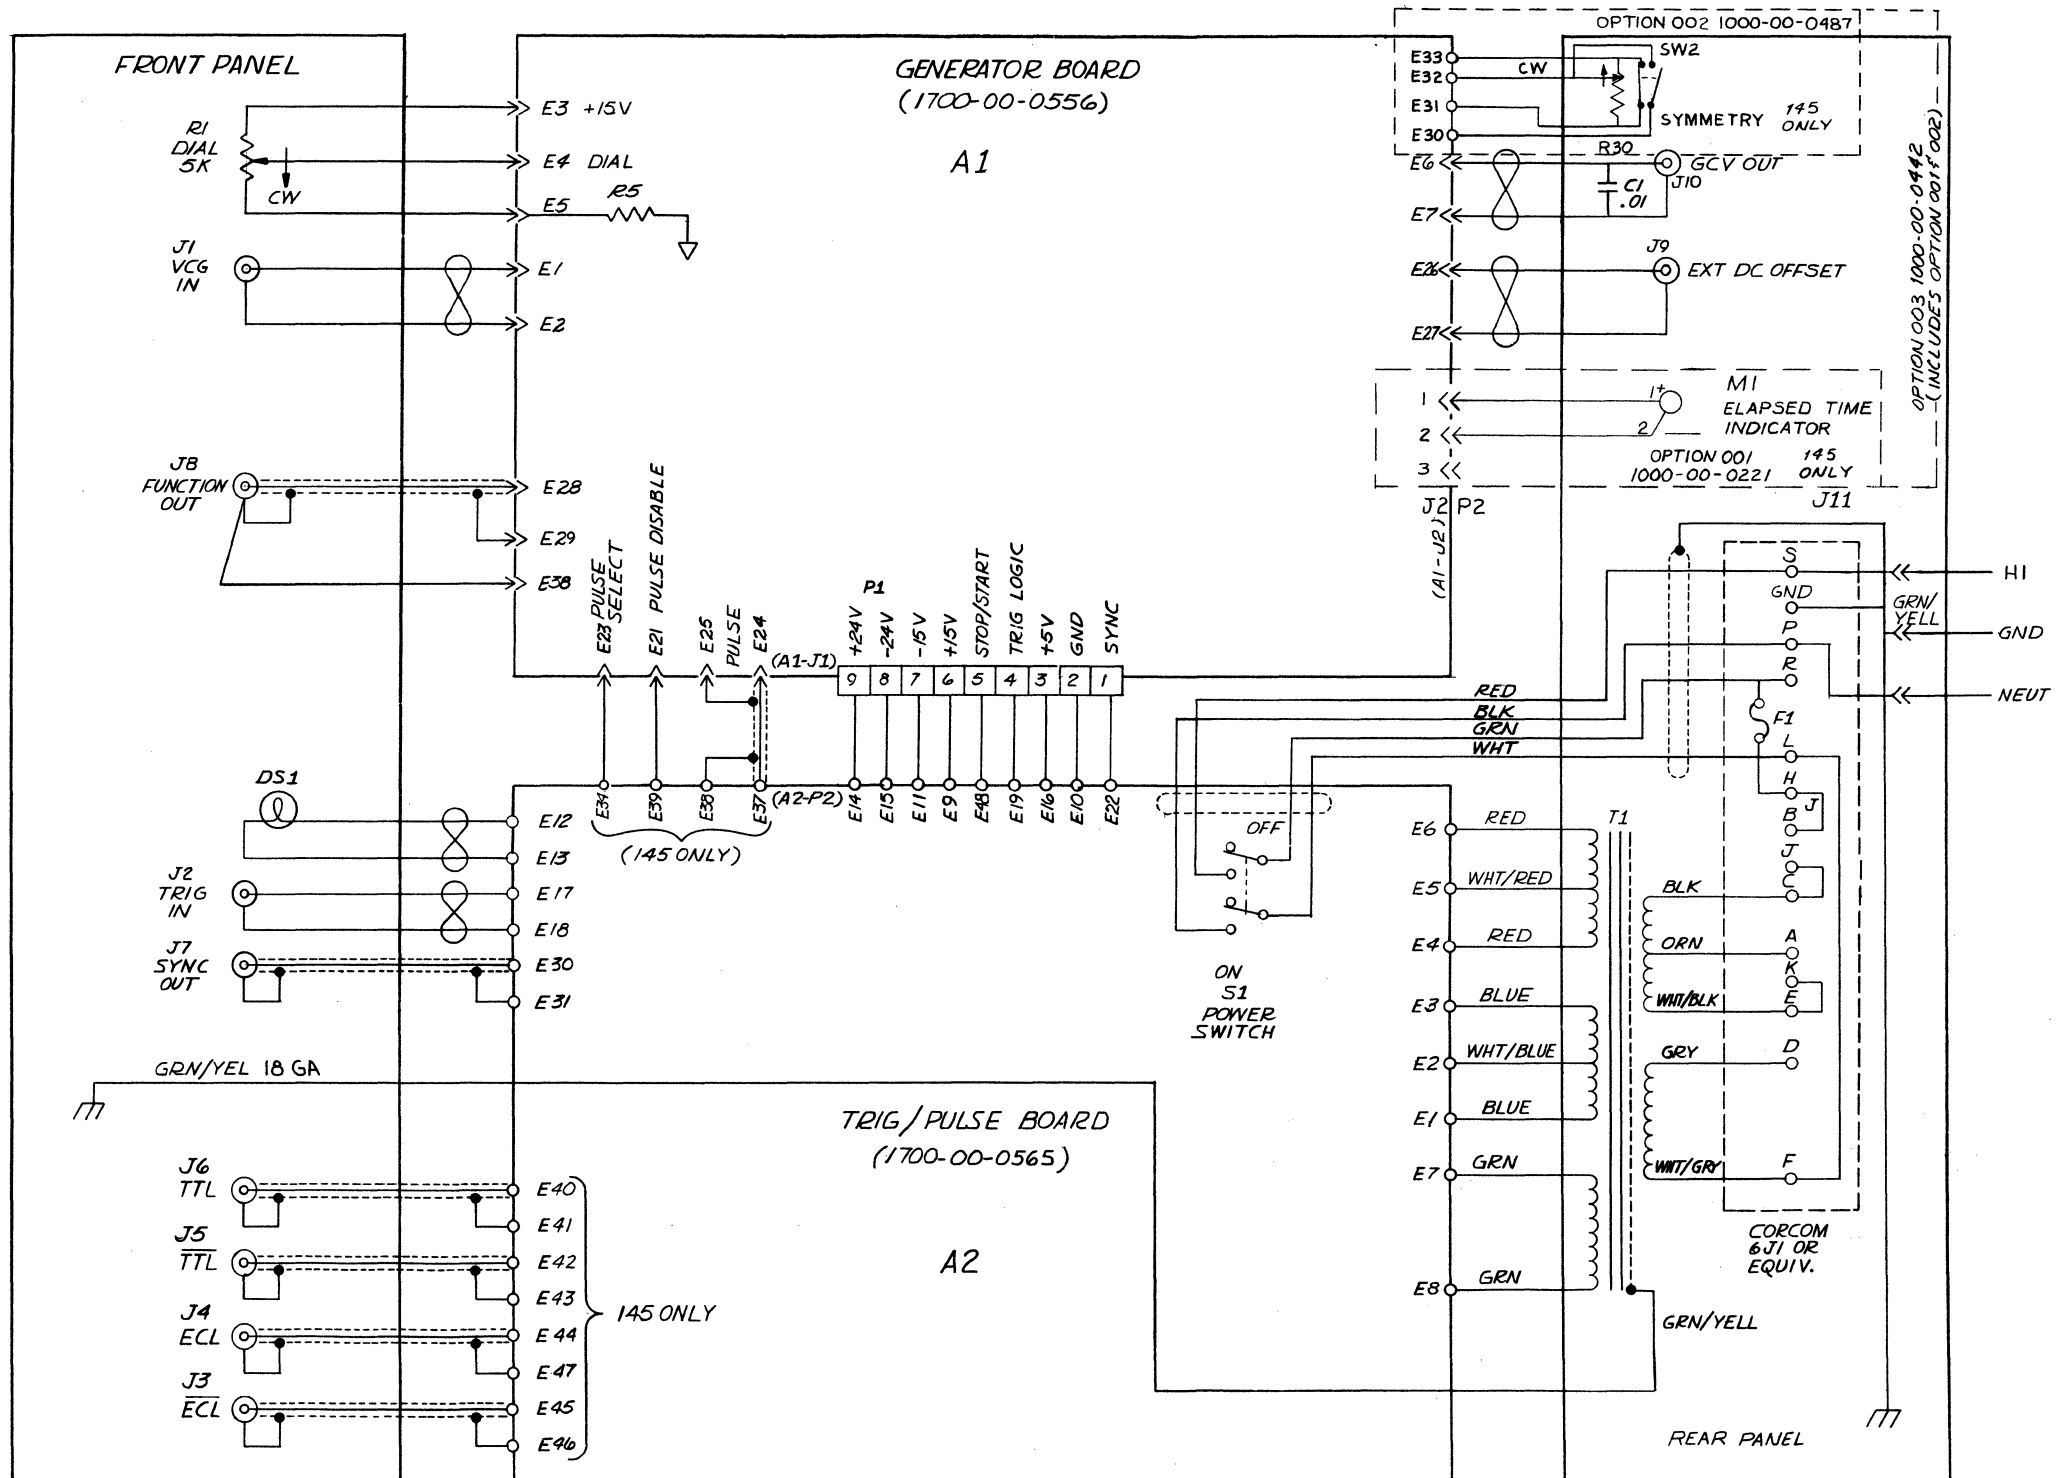 FRONT PANEL
R1
DIAL
5K
CW
J1
VCG
IN
J8
FUNCTION
OUT
DS1
J2
TRIG
IN
J7
SYNC
OUT
GRN/YEL 18 GA
J6
TTL
J5
TTL
J4
ECL
J3
ECL
GENERATOR BOARD
(1700-00-0556)
A1
E3 +15V
E4 DIAL
E5
R5
E1
E2
E28
E29
E38
E23 PULSE
SELECT
E21 PULSE DISABLE
E25
PULSE
E24
(A1-J1)
P1
+24V
-24V
-15V
+15V
STOP/START
TRIG LOGIC
+5V
GND
SYNC
9 8 7 6 5 4 3 2 1
E34
E39
E38
E37
(A2-P2)
E14
E15
E11
E9
E48
E19
E16
E10
E22
(145 ONLY)
E12
E13
E17
E18
E30
E31
TRIG/PULSE BOARD
(1700-00-0565)
A2
E40
E41
E42
E43
E44
E47
E45
E46
145 ONLY
OPTION 002 1000-00-0487
E33
E32
E31
E30
CW
SW2
SYMMETRY
145
ONLY
R30
E6
E7
C1
.01
GCV OUT
J10
E26
E27
J9
EXT DC OFFSET
OPTION 003 1000-00-0442
(INCLUDES OPTION 001 & 002)
1
2
3
1+
2
M1
ELAPSED TIME
INDICATOR
OPTION 001
1000-00-0221
145
ONLY
J2 P2
(A1-J2)
J11
S
GND
P
R
F1
L
H
J
B
J
C
A
K
E
D
F
HI
GRN/
YELL
GND
NEUT
RED
BLK
GRN
WHT
OFF
ON
S1
POWER
SWITCH
E6 RED
E5 WHT/RED
E4 RED
E3 BLUE
E2 WHT/BLUE
E1 BLUE
E7 GRN
E8 GRN
T1
BLK
ORN
WHT/BLK
GRY
WHT/GRY
CORCOM
6J1 OR
EQUIV.
GRN/YELL
REAR PANEL